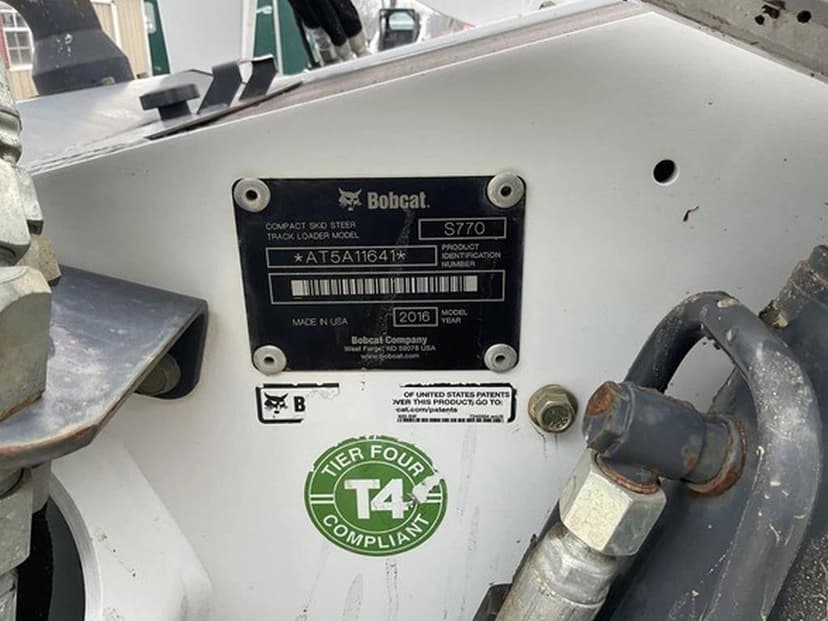 Bobcat.
COMPACT SKID STEER
TRACK LOADER MODEL
S770
*AT5A11641*
PRODUCT
IDENTIFICATION
NUMBER
MADE IN USA
2016
MODEL
YEAR
Bobcat Company
West Fargo, ND 58078 USA
www.bobcat.com
B
OF UNITED STATES PATENTS
OVER THIS PRODUCT, GO TO:
cat.com/patents
TIER FOUR
T4
COMPLIANT